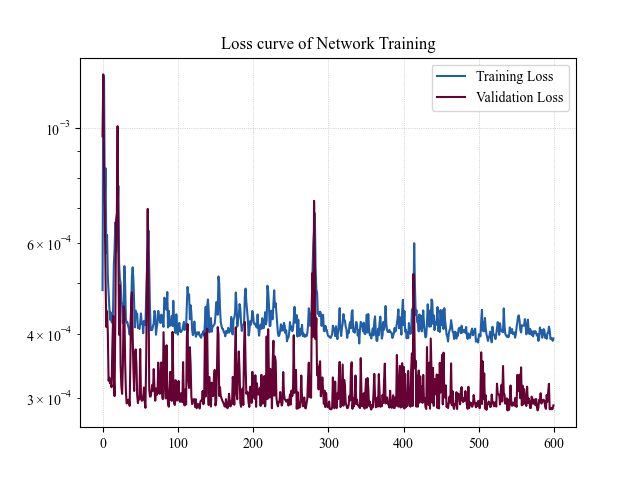 Loss curve of Network Training
Training Loss
Validation Loss
10⁻³
6 × 10⁻⁴
4 × 10⁻⁴
3 × 10⁻⁴
0 100 200 300 400 500 600